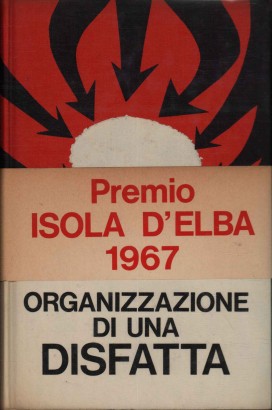 Premio
ISOLA D'ELBA
1967
ORGANIZZAZIONE
DI UNA
DISFATTA